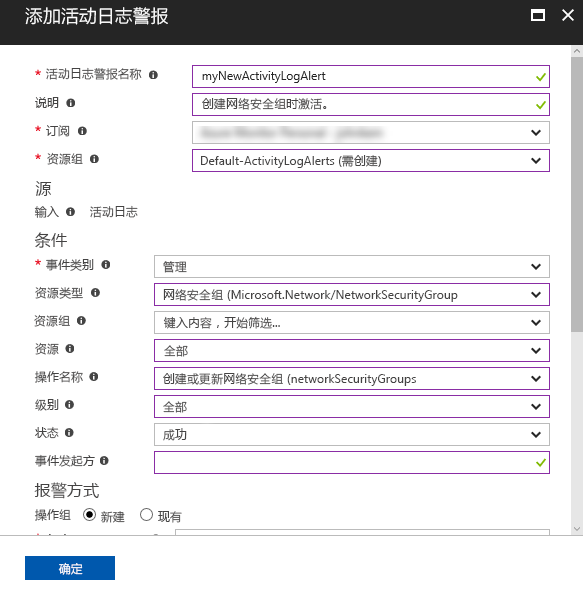 添加活动日志警报
* 活动日志警报名称 myNewActivityLogAlert
说明 创建网络安全组时激活。
* 订阅
* 资源组 Default-ActivityLogAlerts (需创建)
源
输入 活动日志
条件
* 事件类别 管理
资源类型 网络安全组 (Microsoft.Network/NetworkSecurityGroup
资源组 键入内容，开始筛选...
资源 全部
操作名称 创建或更新网络安全组 (networkSecurityGroups
级别 全部
状态 成功
事件发起方
报警方式
操作组 新建 现有
确定